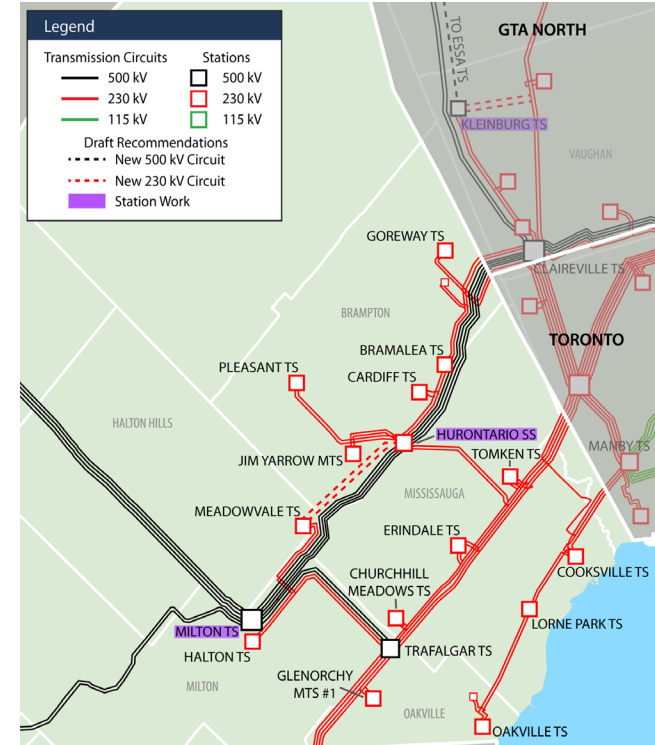 Legend
Transmission Circuits
Stations
500 kV
500 kV
230 kV
230 kV
115 kV
115 kV
Draft Recommendations
New 500 kV Circuit
New 230 kV Circuit
Station Work
TO ESSA TS
GTA NORTH
KLEINBURG TS
VAUGHAN
GOREWAY TS
CLAIREVILLE TS
BRAMPTON
TORONTO
BRAMALEA TS
PLEASANT TS
CARDIFF TS
HALTON HILLS
HURONTARIO SS
MANBY TS
JIM YARROW MTS
TOMKEN TS
MISSISSAUGA
MEADOWVALE TS
ERINDALE TS
COOKSVILLE TS
CHURCHHILL
MEADOWS TS
LORNE PARK TS
MILTON TS
HALTON TS
TRAFALGAR TS
GLENORCHY
MTS #1
MILTON
OAKVILLE
OAKVILLE TS